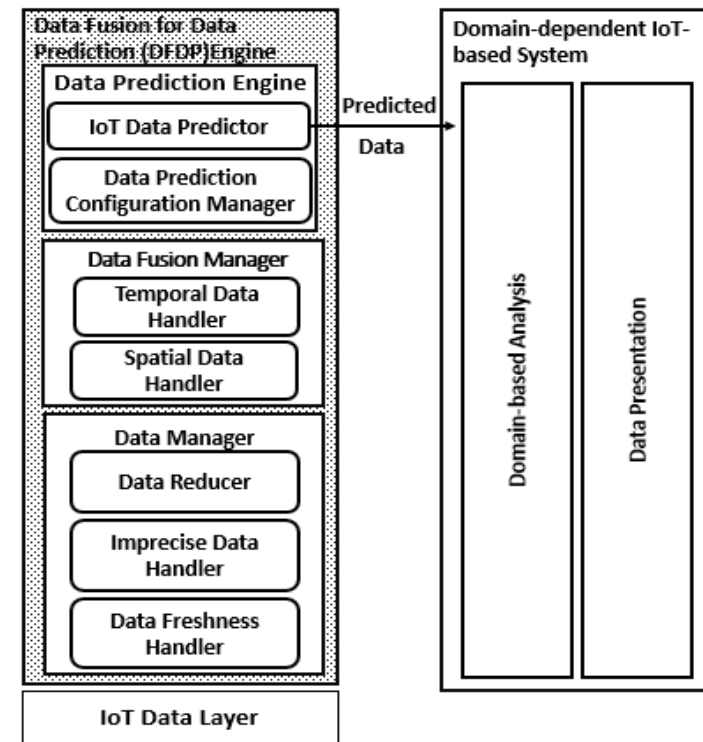 Data Fusion for Data
Prediction (DFDP)Engine
Data Prediction Engine
IoT Data Predictor
Data Prediction
Configuration Manager
Data Fusion Manager
Temporal Data
Handler
Spatial Data
Handler
Data Manager
Data Reducer
Imprecise Data
Handler
Data Freshness
Handler
IoT Data Layer
Predicted
Data
Domain-dependent IoT-
based System
Domain-based Analysis
Data Presentation